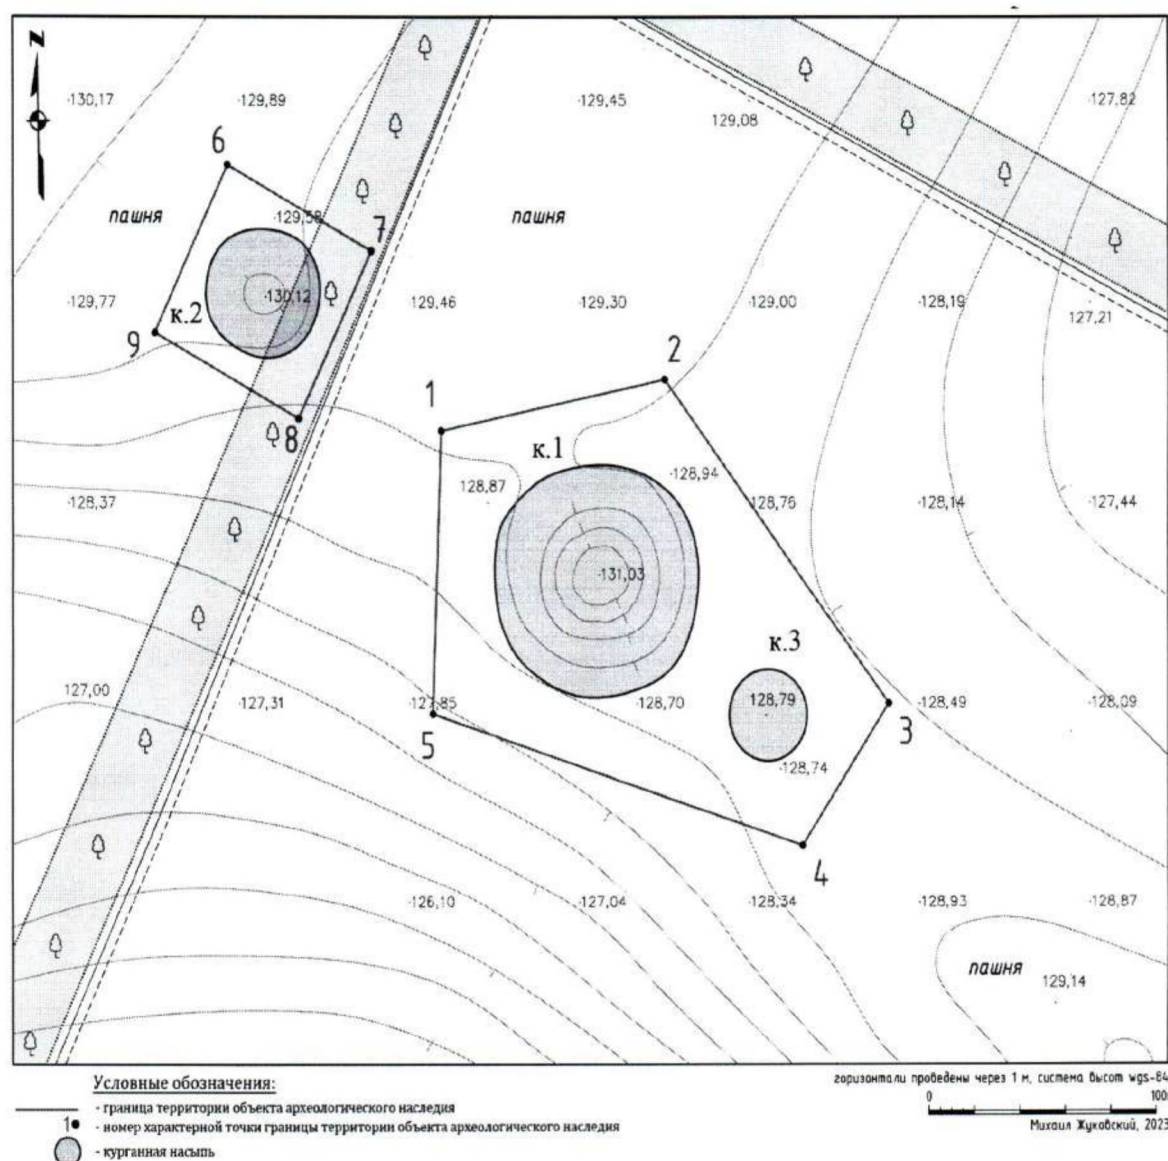 N
·130,17 ·129,89 ·129,45 129,08 ·127,82
6
пашня ·129,58 7 пашня
·129,77 ·130,12 129,46 ·129,30 ·129,00 ·128,19 127,21
к.2
9
2
1
8
к.1
·128,37 128,87 ·128,94 ·128,76 ·128,14 ·127,44
·131,03
к.3
127,00 ·127,31 ·127,85 ·128,70 128,79 ·128,49 ·128,09
5 3
·128,74
4
·126,10 ·127,04 ·128,34 ·128,93 ·128,87
пашня
129,14
Условные обозначения:
- граница территории объекта археологического наследия
1• - номер характерной точки границы территории объекта археологического наследия
- курганная насыпь
горизонтали проведены через 1 м, система высот wgs-84
0 100
Михаил Жуковский, 2023